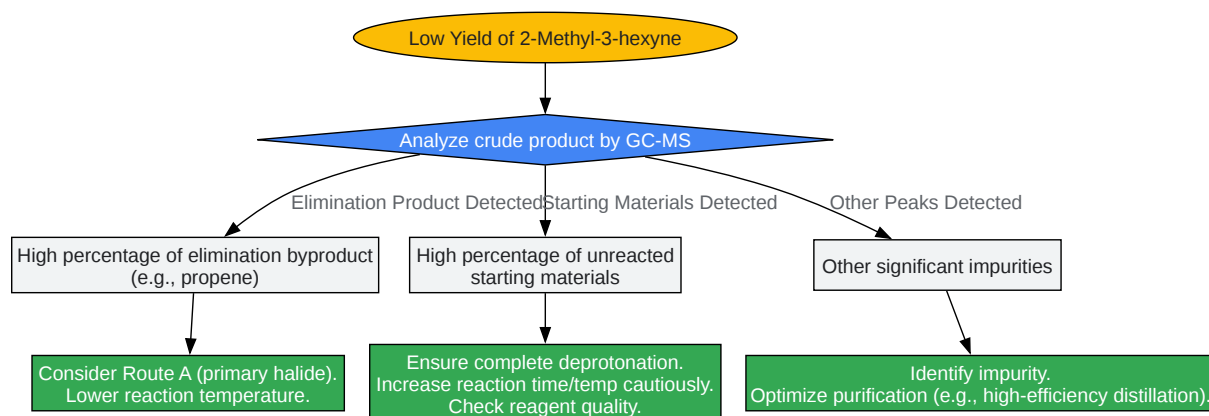 Low Yield of 2-Methyl-3-hexyne
Analyze crude product by GC-MS
Elimination Product Detected
Starting Materials Detected
Other Peaks Detected
High percentage of elimination byproduct
(e.g., propene)
High percentage of unreacted
starting materials
Other significant impurities
Consider Route A (primary halide).
Lower reaction temperature.
Ensure complete deprotonation.
Increase reaction time/temp cautiously.
Check reagent quality.
Identify impurity.
Optimize purification (e.g., high-efficiency distillation).